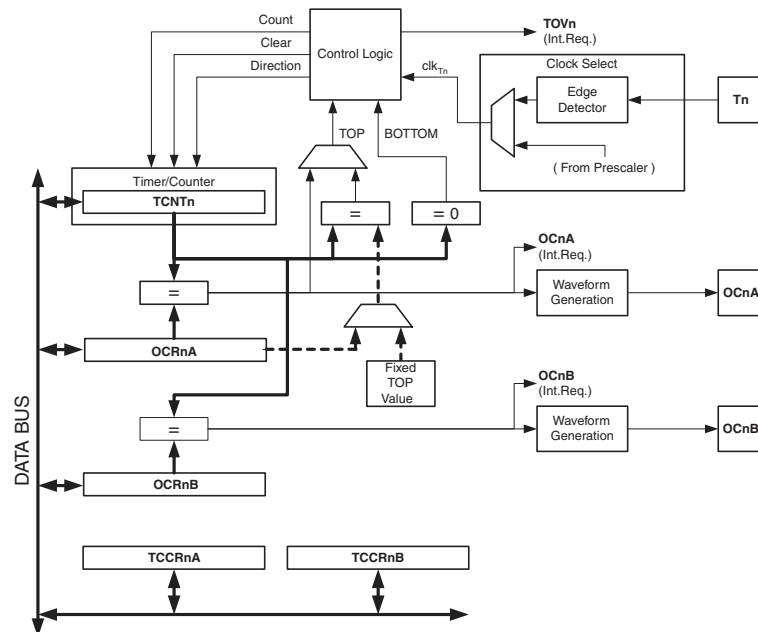 Count
TOVn
(Int.Req.)
Clear
Control Logic
clkTn
Clock Select
Direction
Edge
Detector
Tn
TOP
BOTTOM
( From Prescaler )
Timer/Counter
TCNTn
=
= 0
OCnA
(Int.Req.)
=
Waveform
Generation
OCnA
OCRnA
Fixed
TOP
Value
OCnB
(Int.Req.)
=
Waveform
Generation
OCnB
OCRnB
DATA BUS
TCCRnA
TCCRnB